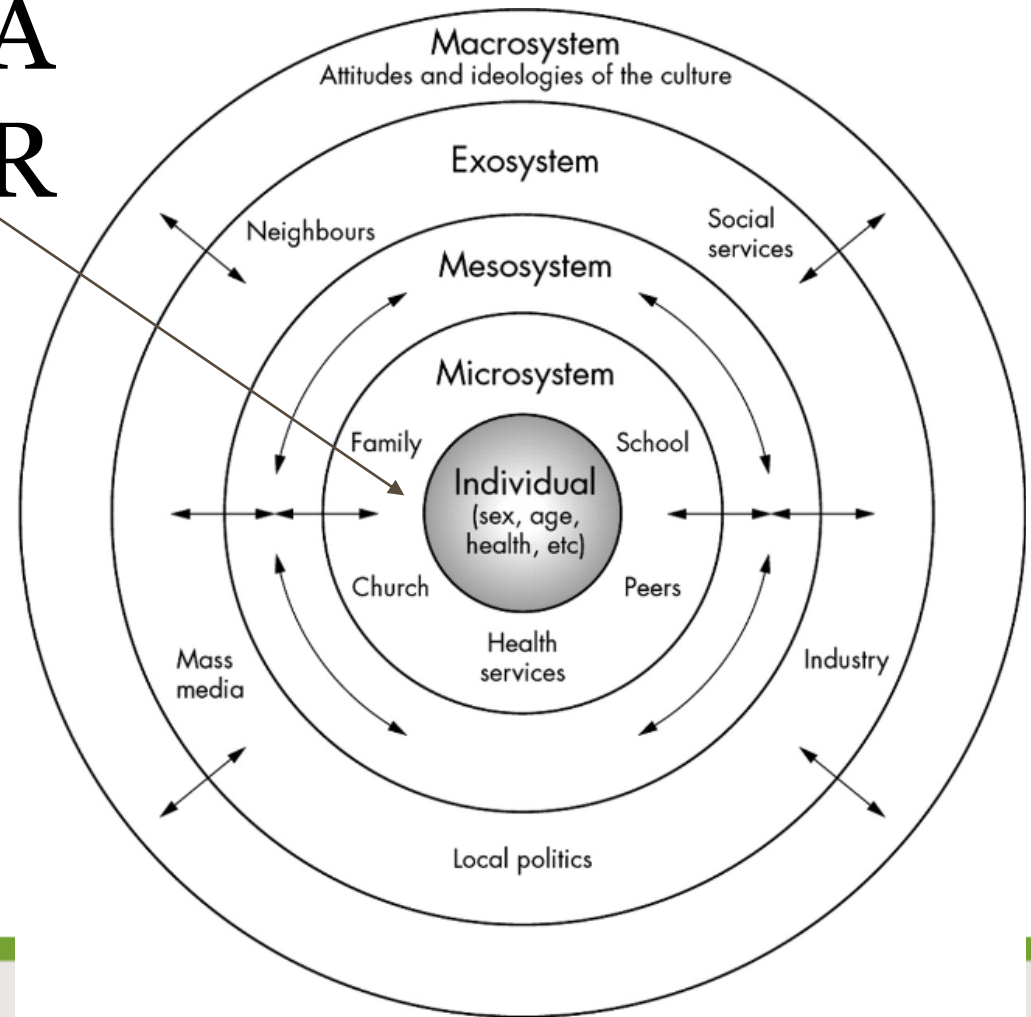 A
R
Macrosystem
Attitudes and ideologies of the culture
Exosystem
Neighbours
Social
services
Mesosystem
Microsystem
Family
School
Individual
(sex, age,
health, etc)
Church
Peers
Health
services
Mass
media
Industry
Local politics